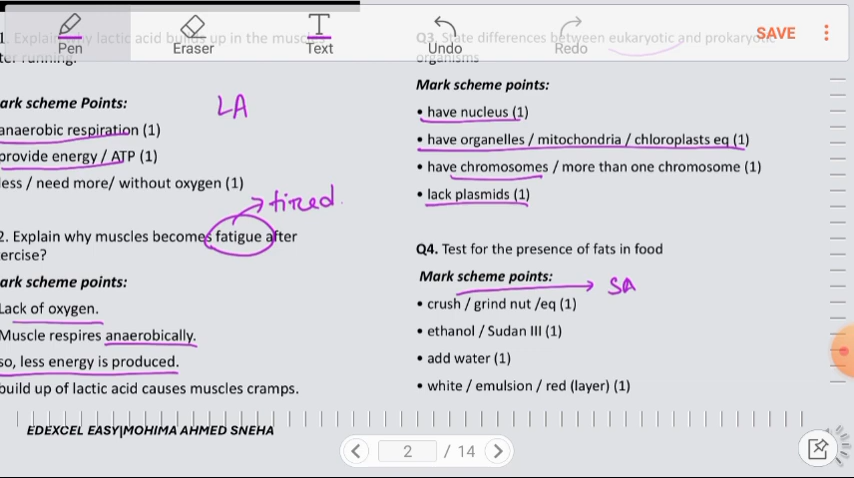 Pen
Eraser
Text
Undo
Redo
SAVE
1. Explain why lactic acid builds up in the muscles
ter running.
ark scheme Points:
LA
anaerobic respiration (1)
provide energy / ATP (1)
less / need more/ without oxygen (1)
tired
2. Explain why muscles becomes fatigue after
ercise?
ark scheme points:
Lack of oxygen.
Muscle respires anaerobically.
so, less energy is produced.
build up of lactic acid causes muscles cramps.
EDEXCEL EASY|MOHIMA AHMED SNEHA
Q3. State differences between eukaryotic and prokaryotic
organisms
Mark scheme points:
• have nucleus (1)
• have organelles / mitochondria / chloroplasts eq (1)
• have chromosomes / more than one chromosome (1)
• lack plasmids (1)
Q4. Test for the presence of fats in food
Mark scheme points:
SA
• crush / grind nut /eq (1)
• ethanol / Sudan III (1)
• add water (1)
• white / emulsion / red (layer) (1)
2 / 14